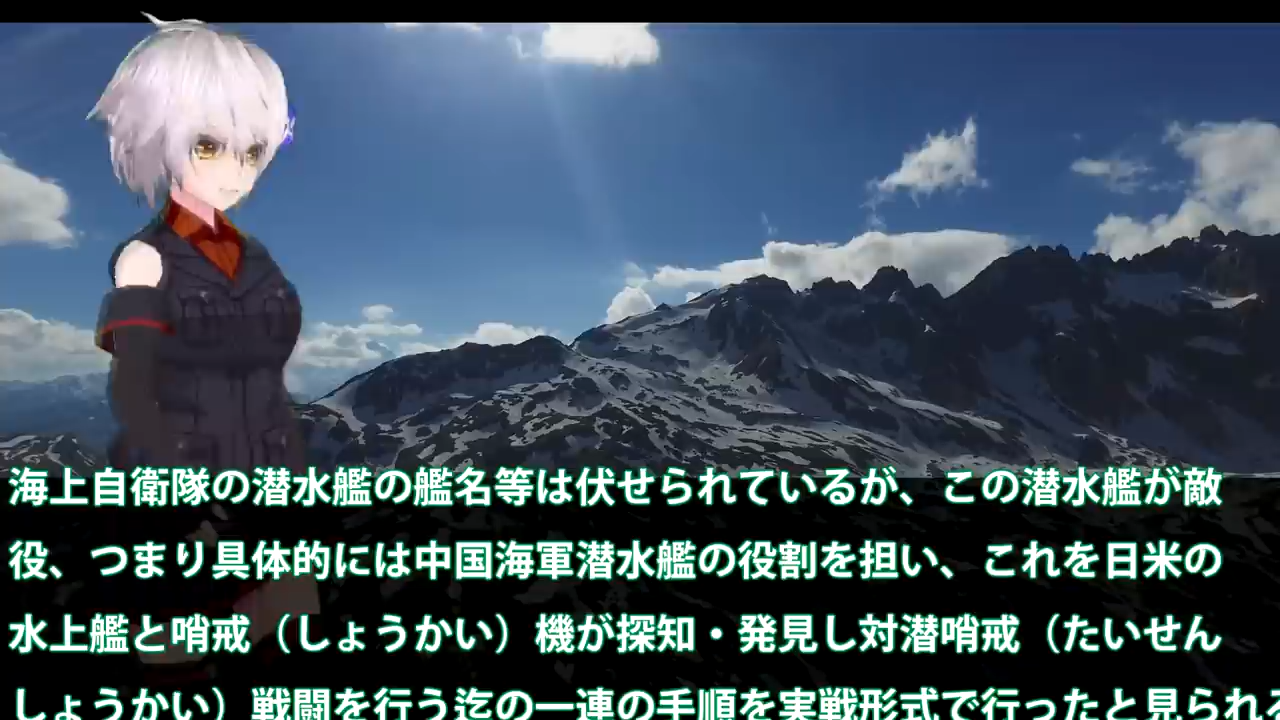 海上自衛隊の潜水艦の艦名等は伏せられているが、この潜水艦が敵
役、つまり具体的には中国海軍潜水艦の役割を担い、これを日米の
水上艦と哨戒（しょうかい）機が探知・発見し対潜哨戒（たいせん
しょうかい）戦闘を行う迄の一連の手順を実戦形式で行ったと見られる